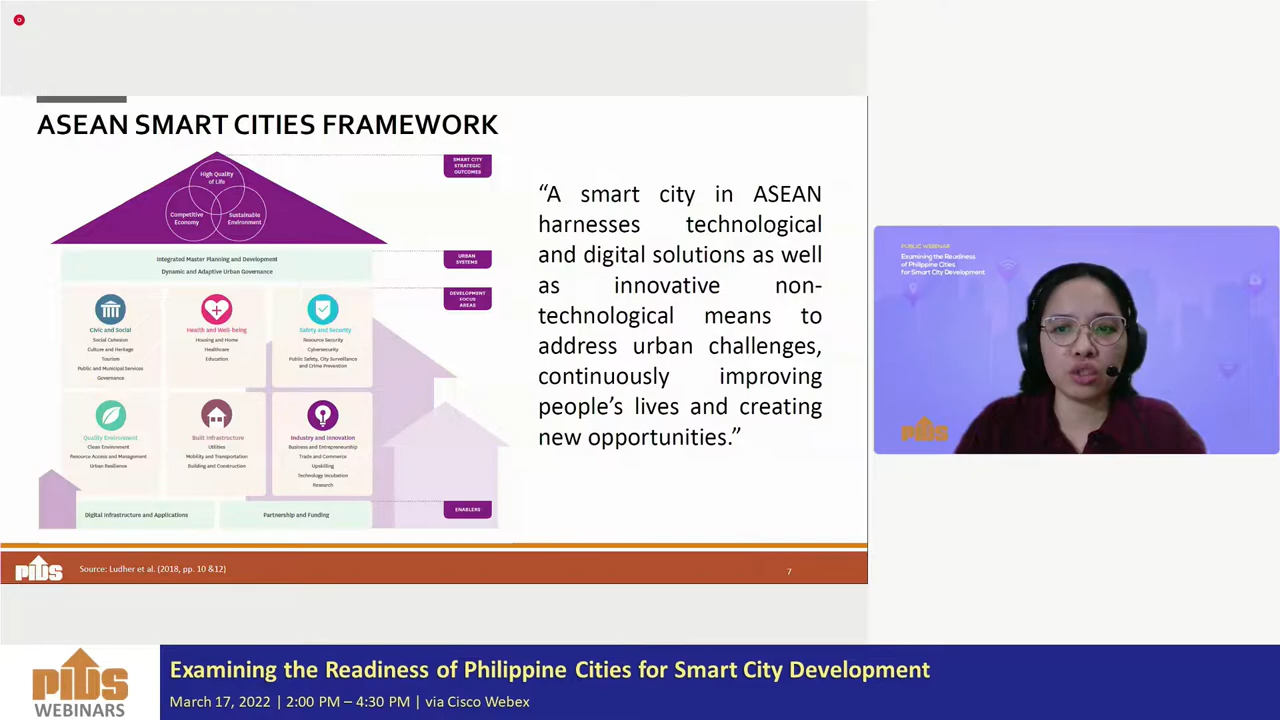 ASEAN SMART CITIES FRAMEWORK
SMART CITY
STRATEGIC
OUTCOMES
High Quality
of Life
Competitive
Economy
Sustainable
Environment
Integrated Master Planning and Development
Dynamic and Adaptive Urban Governance
URBAN
SYSTEMS
DEVELOPMENT
FOCUS
AREAS
Civic and Social
Social Cohesion
Culture and Heritage
Tourism
Public and Municipal Services
Governance
Health and Well-being
Housing and Home
Healthcare
Education
Safety and Security
Resource Security
Cybersecurity
Public Safety, City Surveillance
and Crime Prevention
Quality Environment
Clean Environment
Resource Access and Management
Urban Resilience
Built Infrastructure
Utilities
Mobility and Transportation
Building and Construction
Industry and Innovation
Business and Entrepreneurship
Trade and Commerce
Upskilling
Technology Incubation
Research
Digital Infrastructure and Applications
Partnership and Funding
ENABLERS
“A smart city in ASEAN
harnesses technological
and digital solutions as well
as innovative non-
technological means to
address urban challenges,
continuously improving
people’s lives and creating
new opportunities.”
PIDS
Source: Ludher et al. (2018, pp. 10 &12)
7
PUBLIC WEBINAR
Examining the Readiness
of Philippine Cities
for Smart City Development
PIDS
PIDS
WEBINARS
Examining the Readiness of Philippine Cities for Smart City Development
March 17, 2022 | 2:00 PM – 4:30 PM | via Cisco Webex